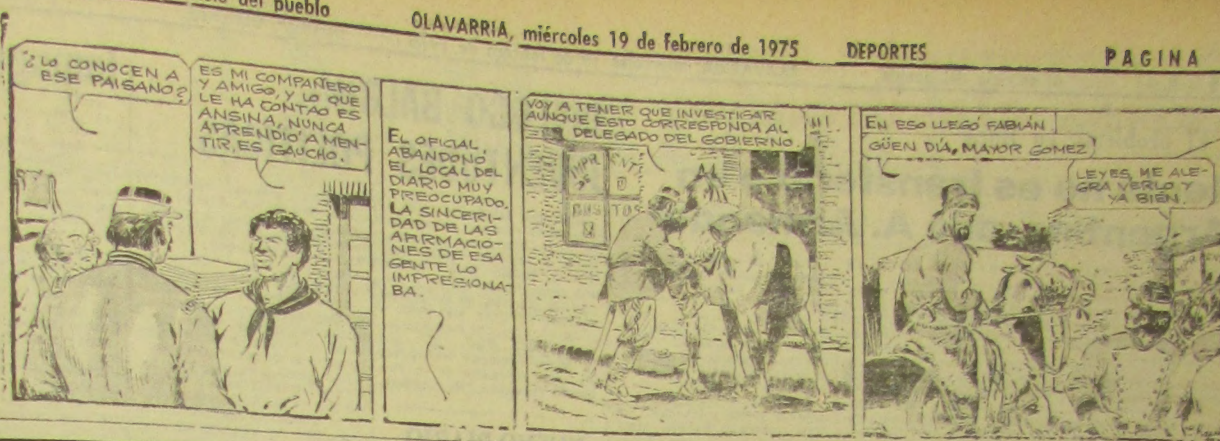 del pueblo
OLAVARRIA, miércoles 19 de febrero de 1975
DEPORTES
PAGINA
¿LO CONOCEN A
ESE PAISANO?
ES MI COMPAÑERO
Y AMIGO, Y LO QUE
LE HA CONTAO ES
ANSINA, NUNCA
APRENDIÓ A MEN-
TIR, ES GAUCHO.
EL OFICIAL
ABANDONÓ
EL LOCAL DEL
DIARIO MUY
PREOCUPADO.
LA SINCERI-
DAD DE LAS
AFIRMACIO-
NES DE ESA
GENTE LO
IMPRESIONA-
BA.
VOY A TENER QUE INVESTIGAR
AUNQUE ESTO CORRESPONDA AL
DELEGADO DEL GOBIERNO.
EN ESO LLEGÓ FABIÁN
GÜEN DÍA, MAYOR GOMEZ!
LEYES, ME ALE-
GRA VERLO Y
YA BIEN.